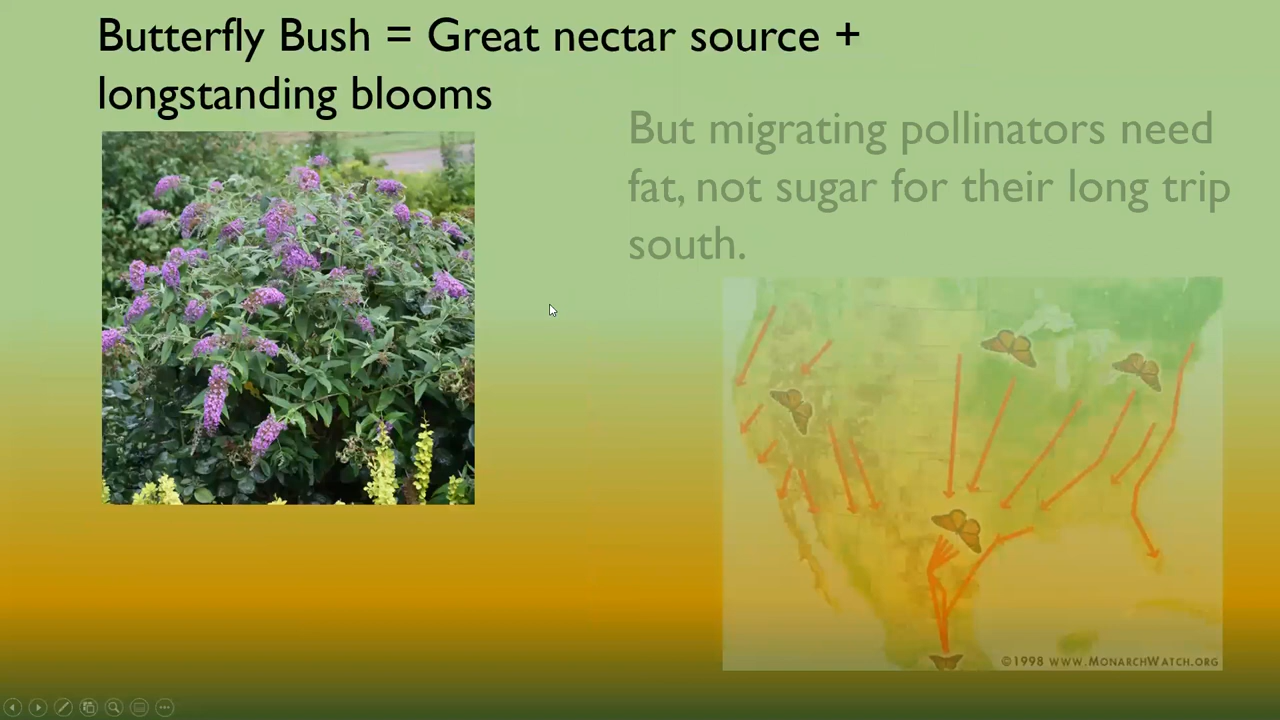 Butterfly Bush = Great nectar source +
longstanding blooms
But migrating pollinators need
fat, not sugar for their long trip
south.
©1998 www.MonarchWatch.org